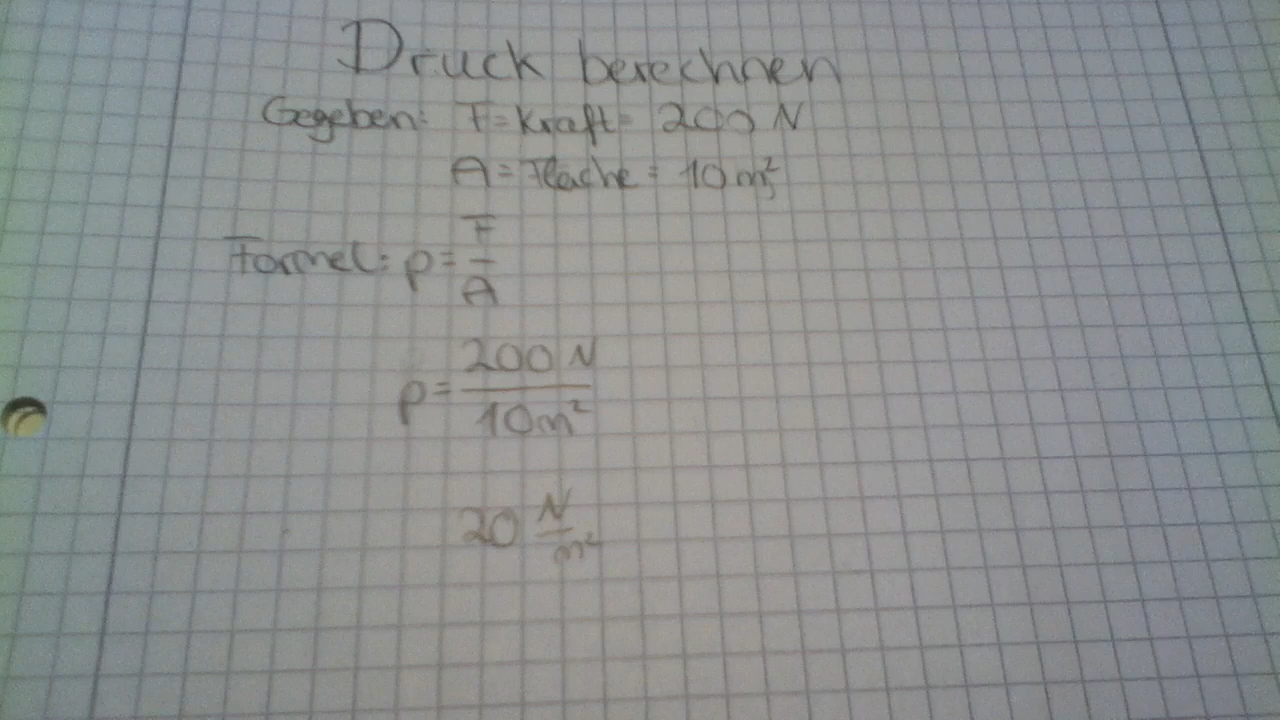 Druck berechnen
Gegeben: F = Kraft = 200 N
A = Fläche = 10 m²
Formel: p = F/A
p = 200 N / 10 m²
20 N/m²